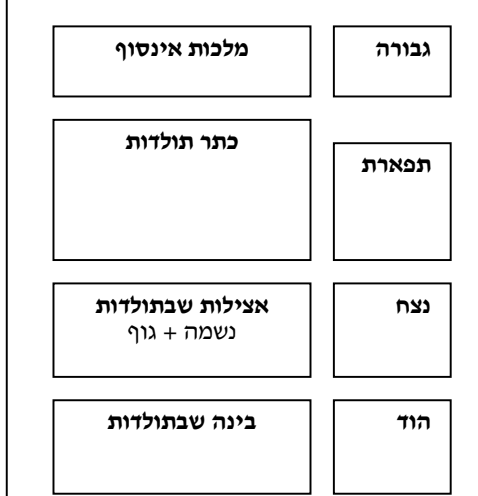 גבורה
מלכות אינסוף
תפארת
כתר תולדות
נצח
אצילות שבתולדות
נשמה + גוף
הוד
בינה שבתולדות